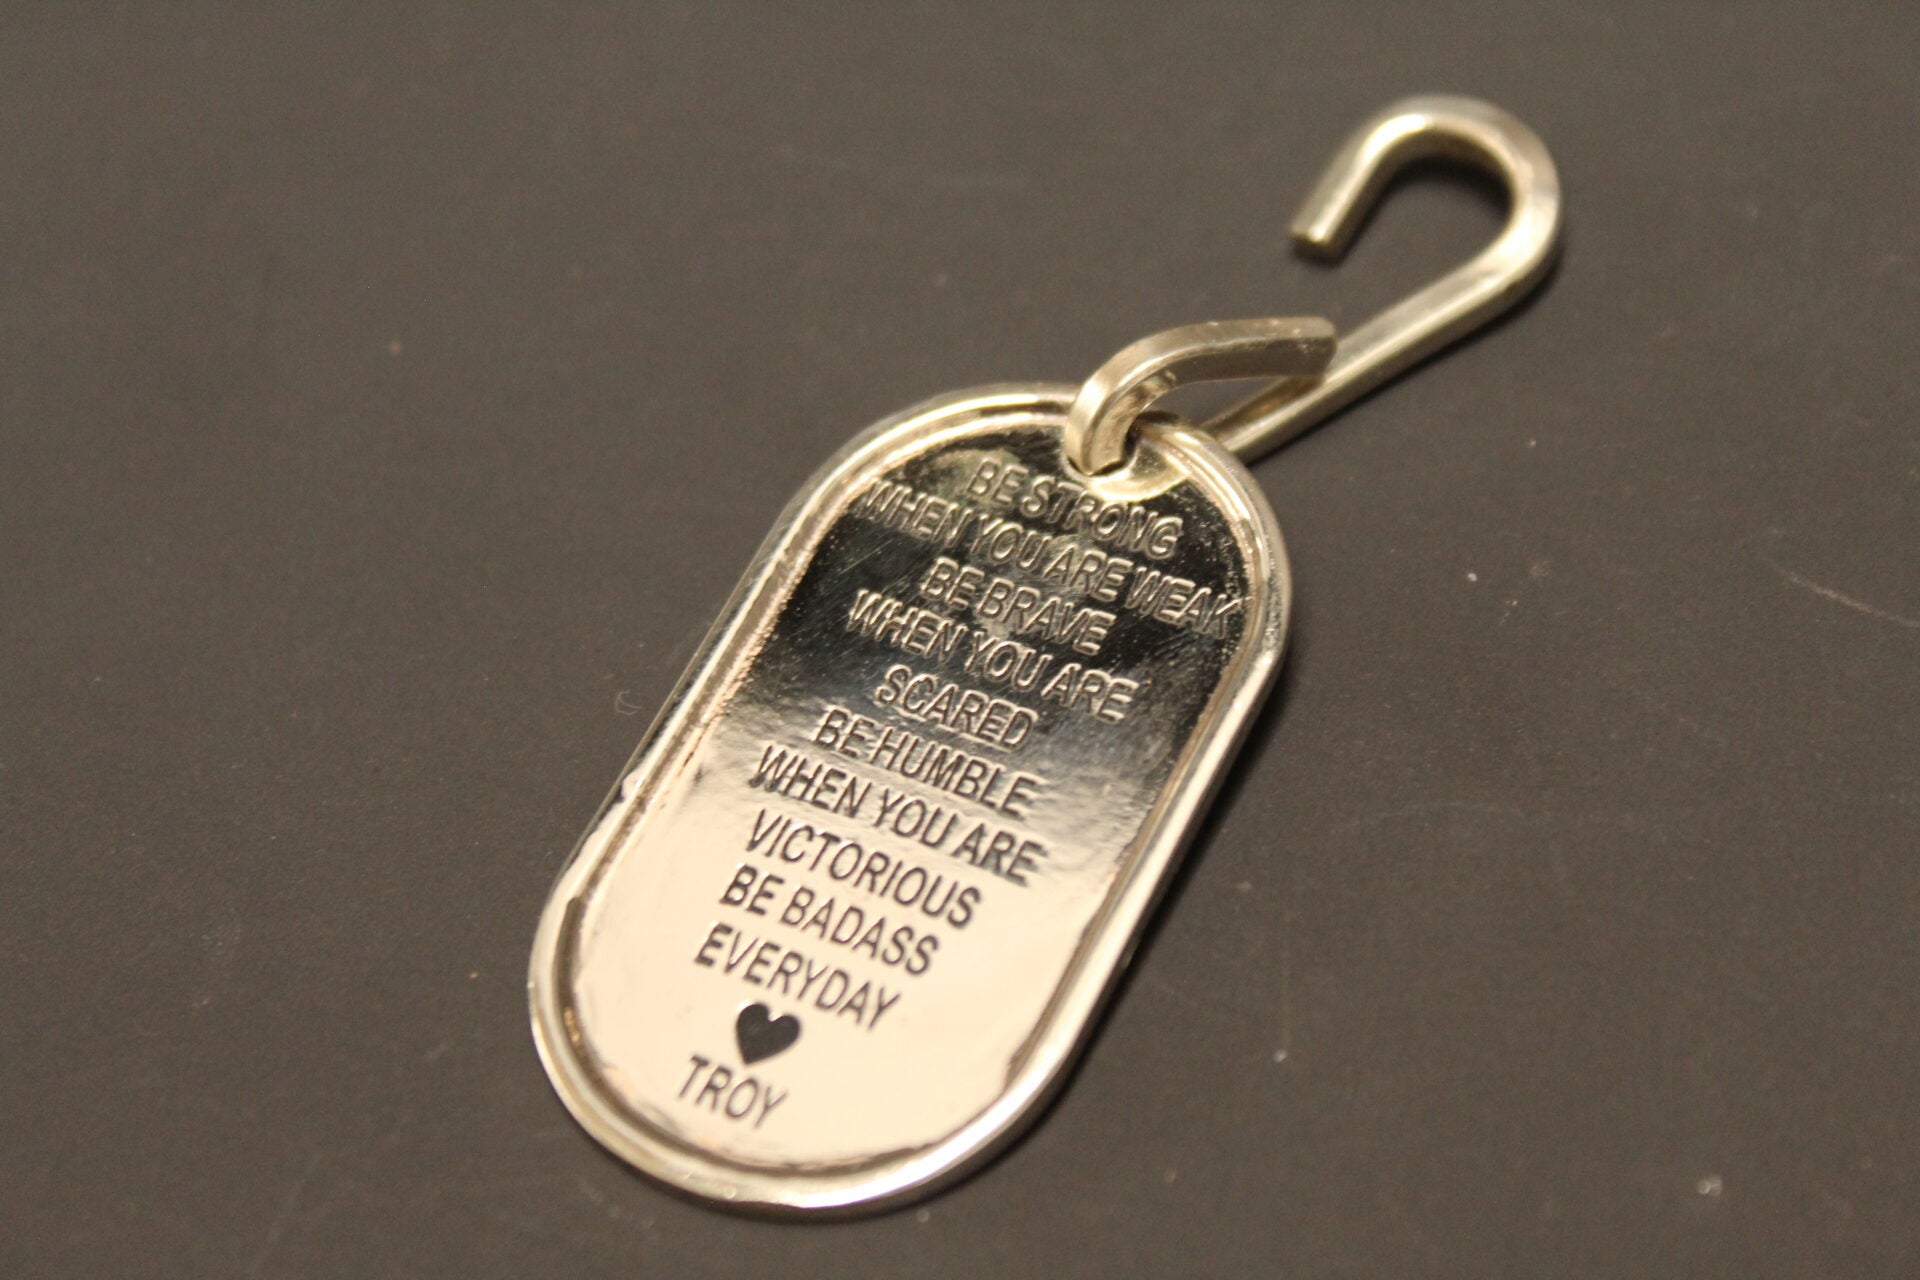 BE STRONG
WHEN YOU ARE WEAK
BE BRAVE
WHEN YOU ARE
SCARED
BE HUMBLE
WHEN YOU ARE
VICTORIOUS
BE BADASS
EVERYDAY
♥
TROY